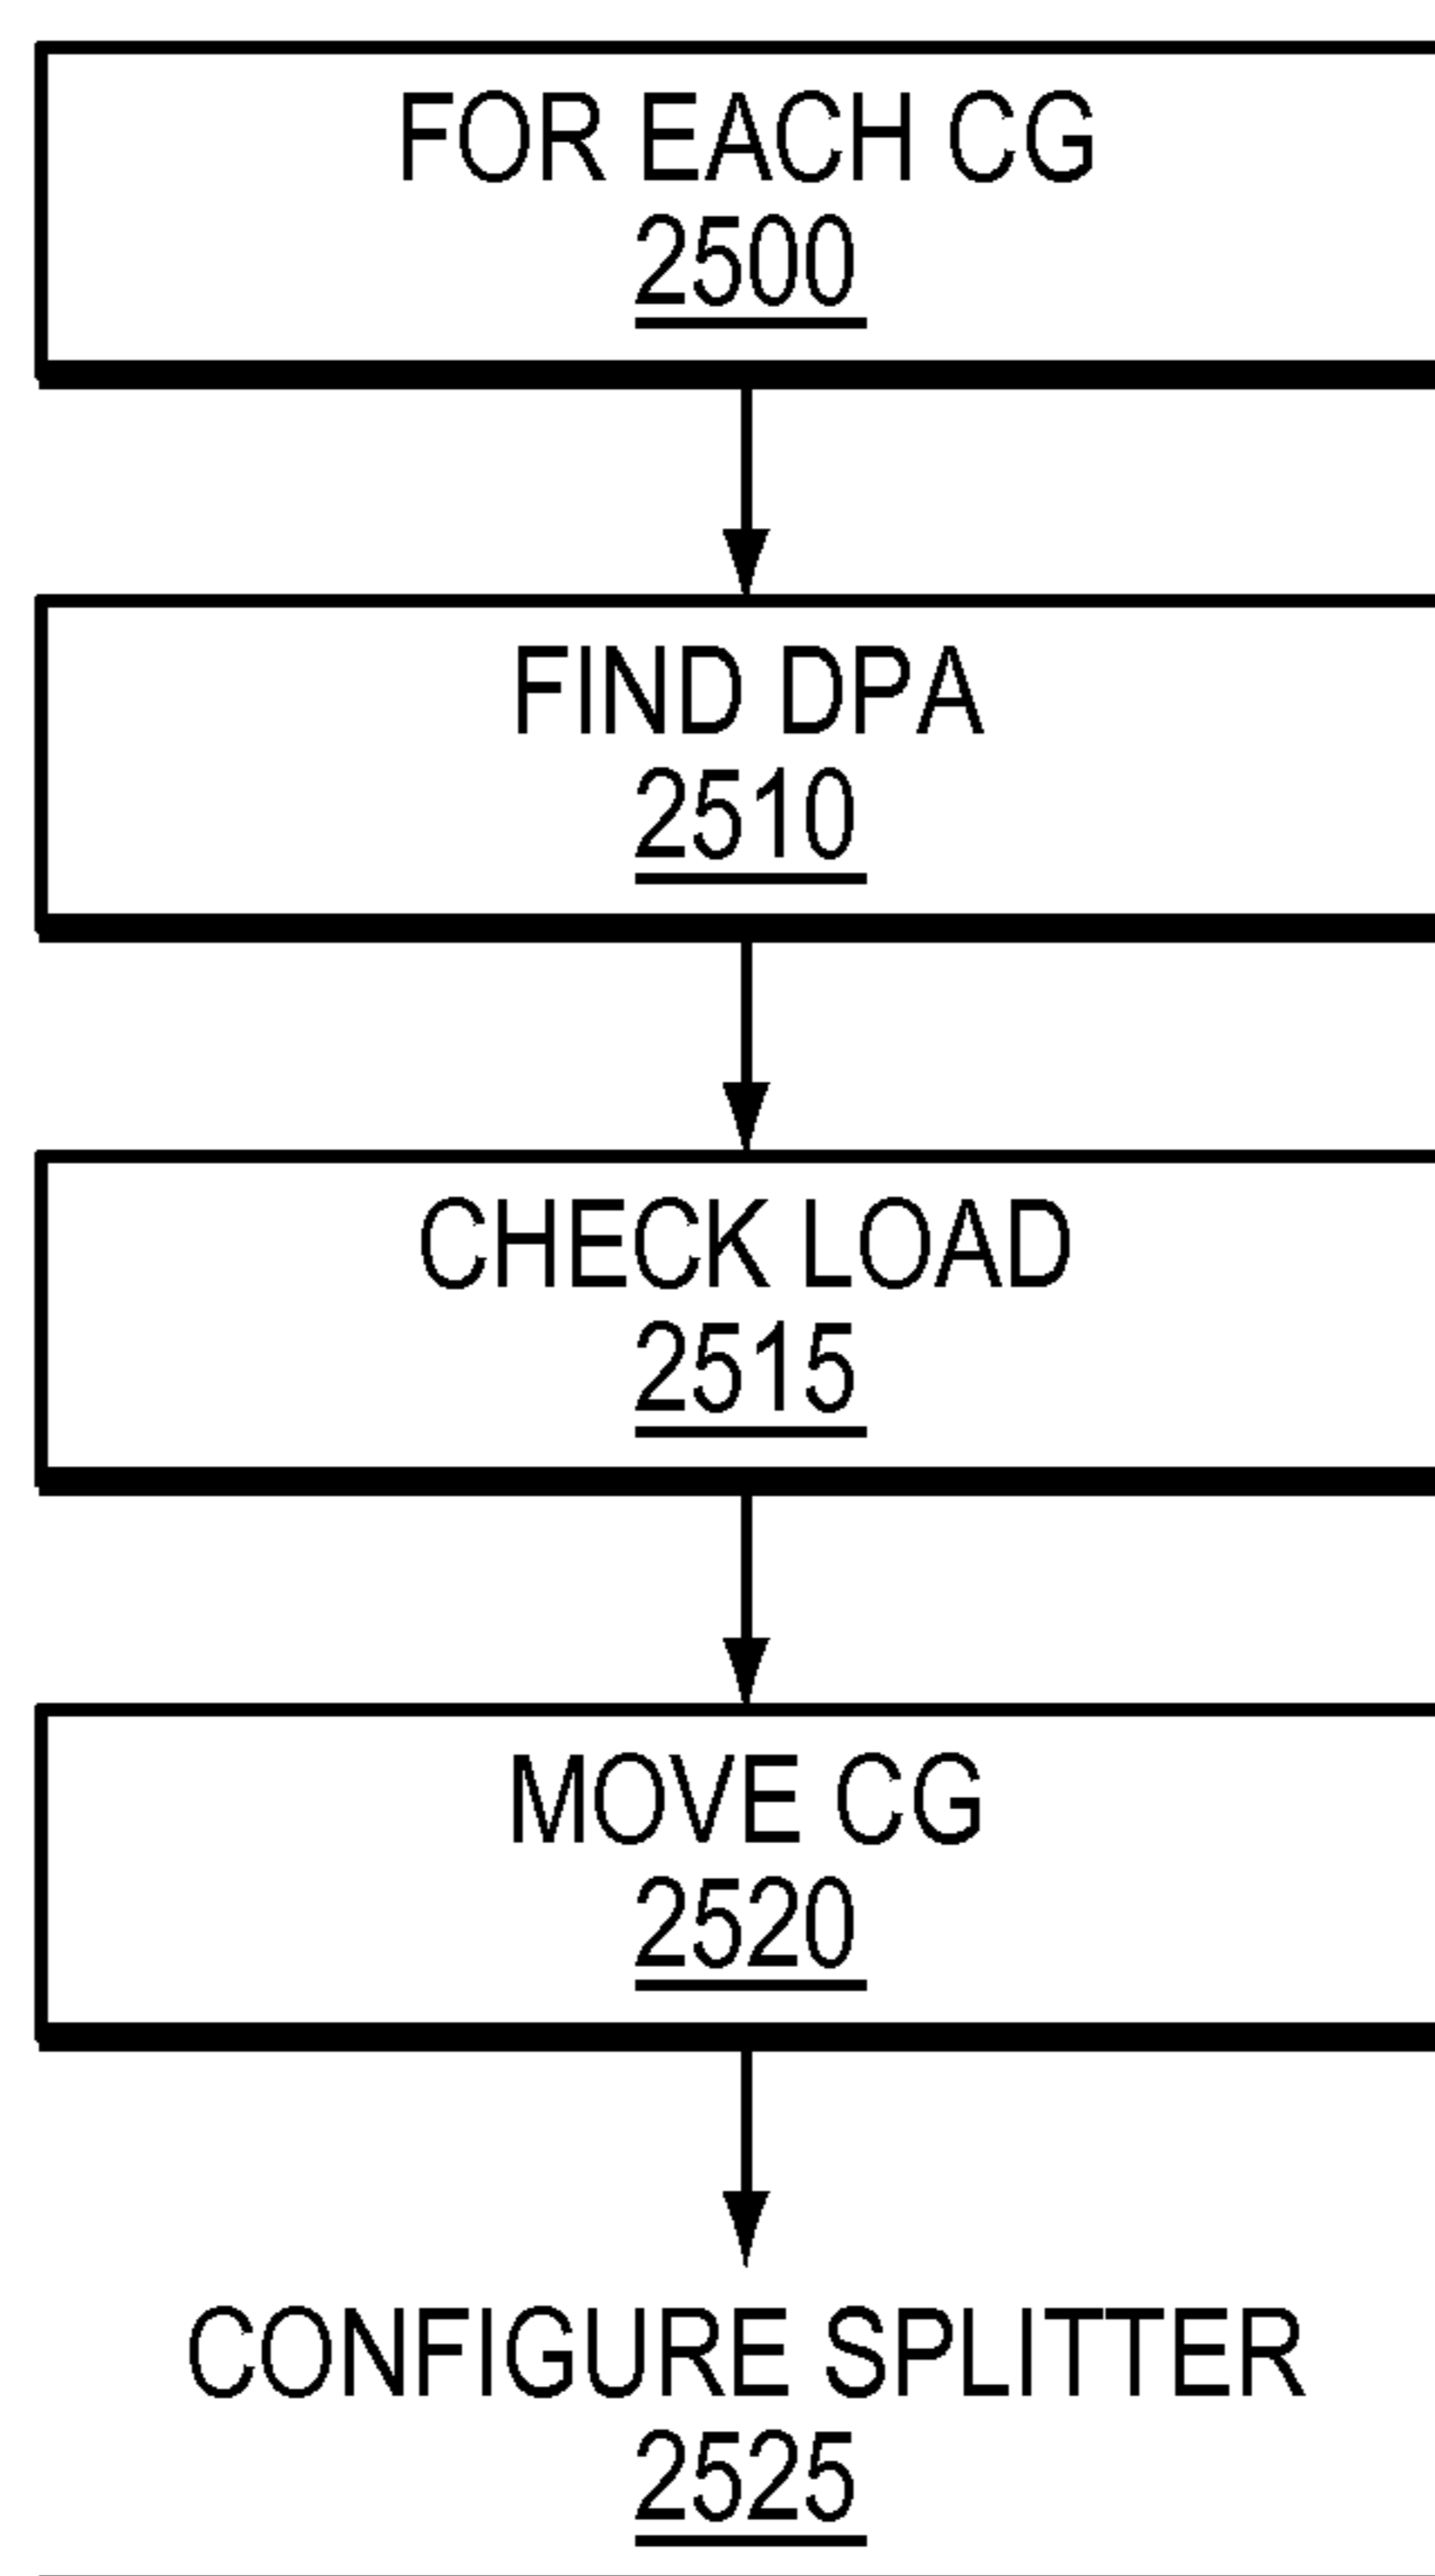 FOR EACH CG
2500
FIND DPA
2510
CHECK LOAD
2515
MOVE CG
2520
CONFIGURE SPLITTER
2525